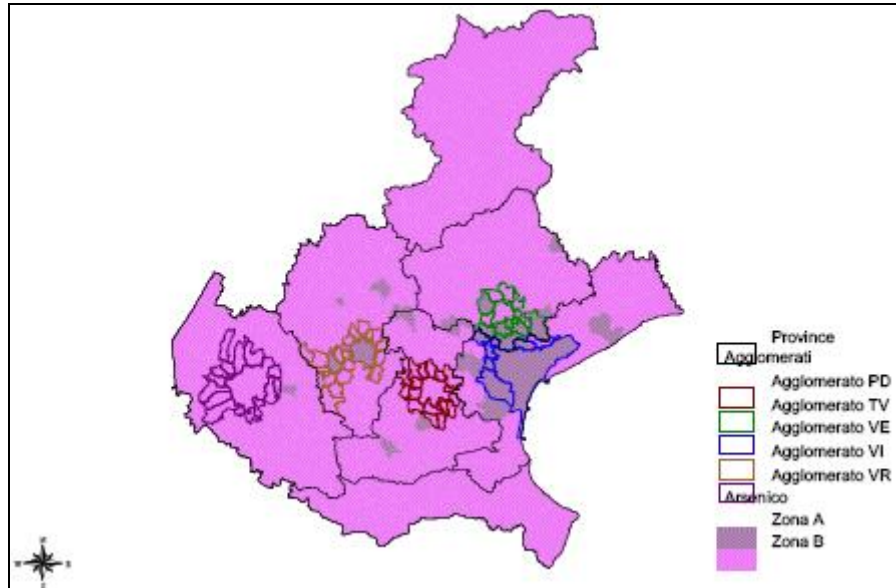 Province
Agglomerati
Agglomerato PD
Agglomerato TV
Agglomerato VE
Agglomerato VI
Agglomerato VR
Arsenico
Zona A
Zona B